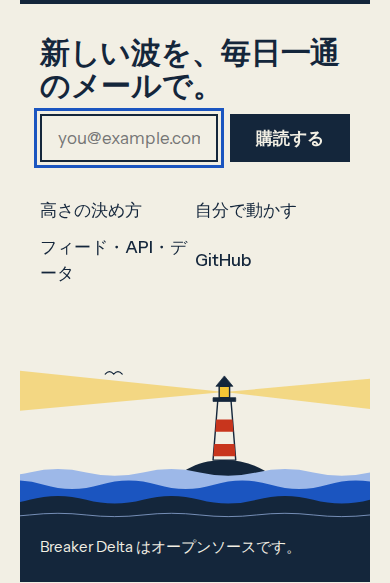 新しい波を、毎日一通
のメールで。
you@example.con
購読する
高さの決め方
自分で動かす
フィード・API・デ
ータ
GitHub
Breaker Delta はオープンソースです。